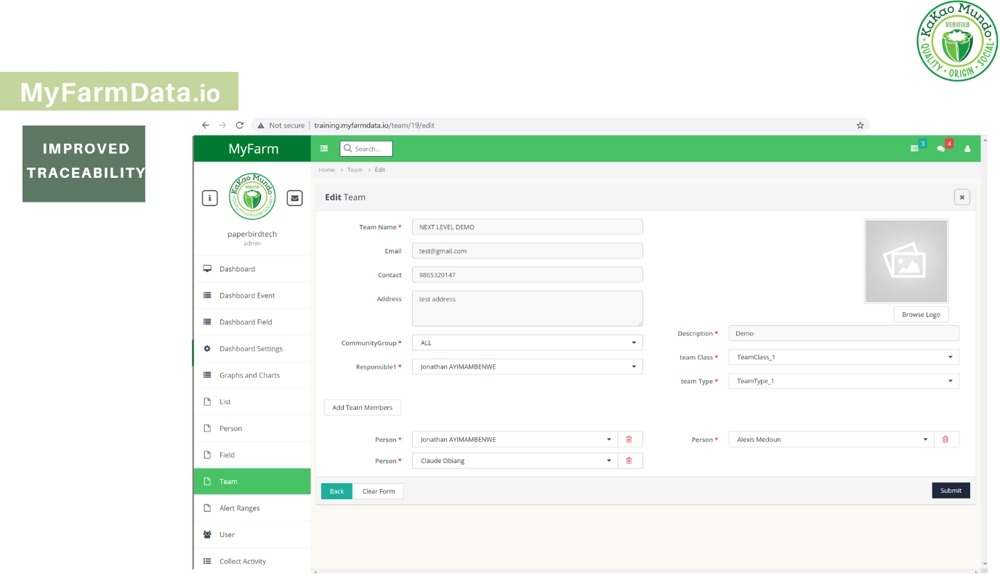 KaKao Mundo
VERIFIED
QUALITY * ORIGIN * SOCIAL
MyFarmData.io
IMPROVED
TRACEABILITY
Not secure | training.myfarmdata.io/team/19/edit
MyFarm
Search...
3
4
Home > Team > Edit
KaKao Mundo
VERIFIED
QUALITY * ORIGIN * SOCIAL
i
paperbirdtech
admin
Dashboard
Dashboard Event
Dashboard Field
Dashboard Settings
Graphs and Charts
List
Person
Field
Team
Alert Ranges
User
Collect Activity
Edit Team
Team Name * NEXT LEVEL DEMO
Email test@gmail.com
Contact 9865320147
Address test address
CommunityGroup * ALL
Responsible1 * Jonathan AYIMAMBENWE
Browse Logo
Description * Demo
team Class * TeamClass_1
team Type * TeamType_1
Add Team Members
Person * Jonathan AYIMAMBENWE
Person * Alexis Medoun
Person * Claude Obiang
Back
Clear Form
Submit